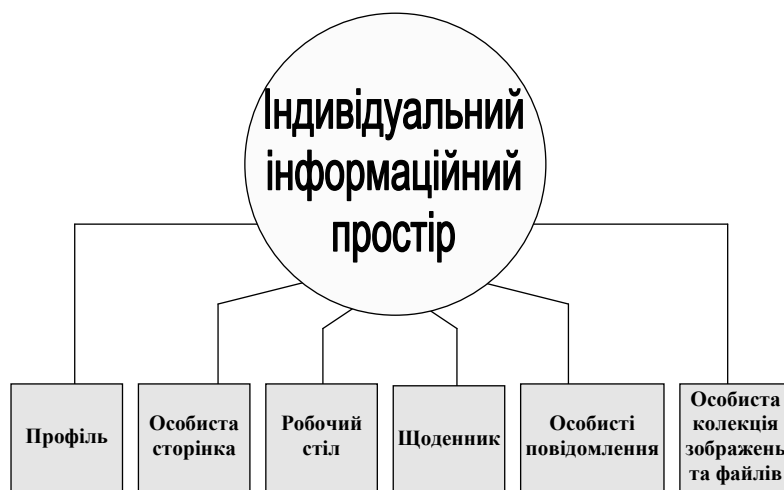 Індивідуальний
інформаційний
простір
Профіль
Особиста
сторінка
Робочий
стіл
Щоденник
Особисті
повідомлення
Особиста
колекція
зображень
та файлів